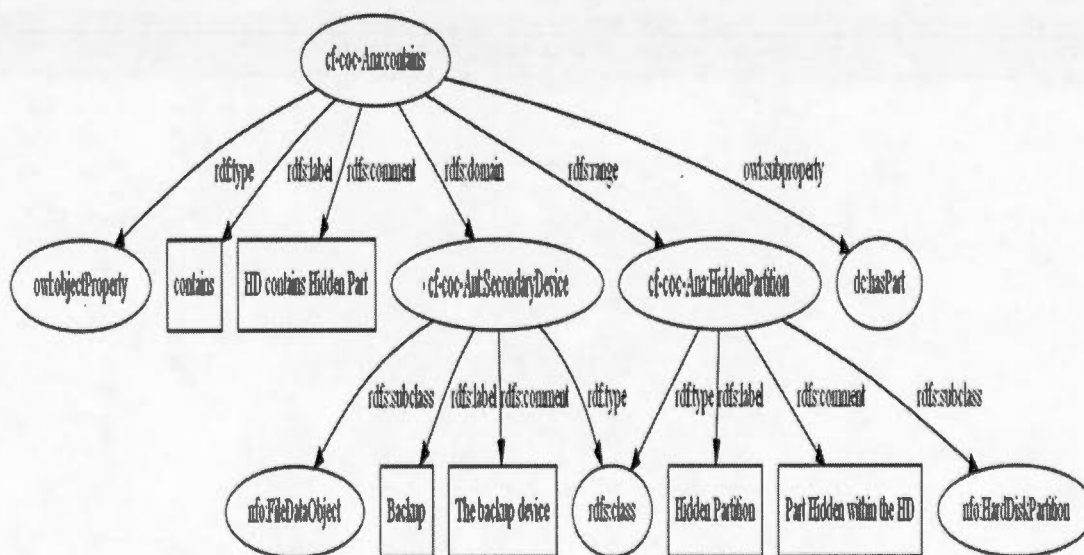 cf-coc-Ana:contains
rdf:type
rdfs:label
rdfs:comment
rdfs:domain
rdfs:range
owl:subproperty
owl:objectProperty
contains
HD contains Hidden Part
cf-coc-Aut:SecondaryDevice
cf-coc-Ana:HiddenPartition
dc:hasPart
rdfs:subclass
rdfs:label
rdfs:comment
rdf:type
rdf:type
rdfs:label
rdfs:comment
rdfs:subclass
nfo:FileDataObject
Backup
The backup device
rdfs:class
Hidden Partition
Part Hidden within the HD
nfo:HardDiskPartition